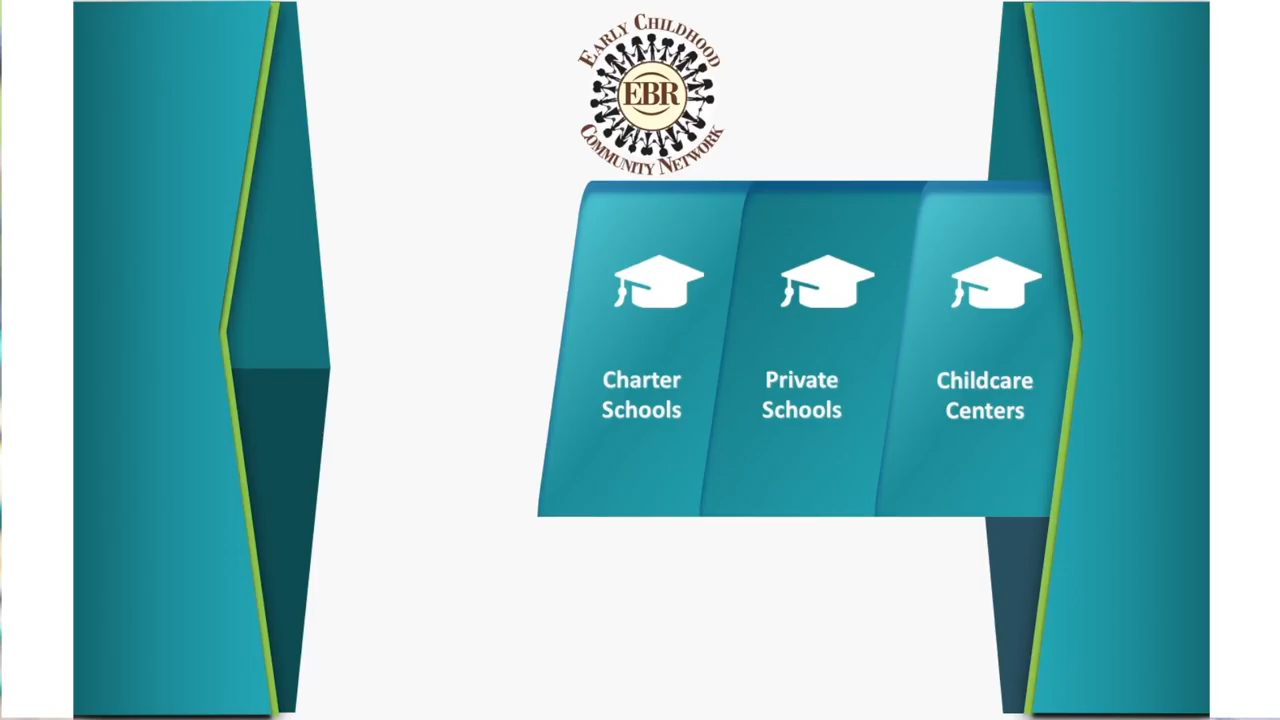 EARLY CHILDHOOD
EBR
COMMUNITY NETWORK
Charter
Schools
Private
Schools
Childcare
Centers